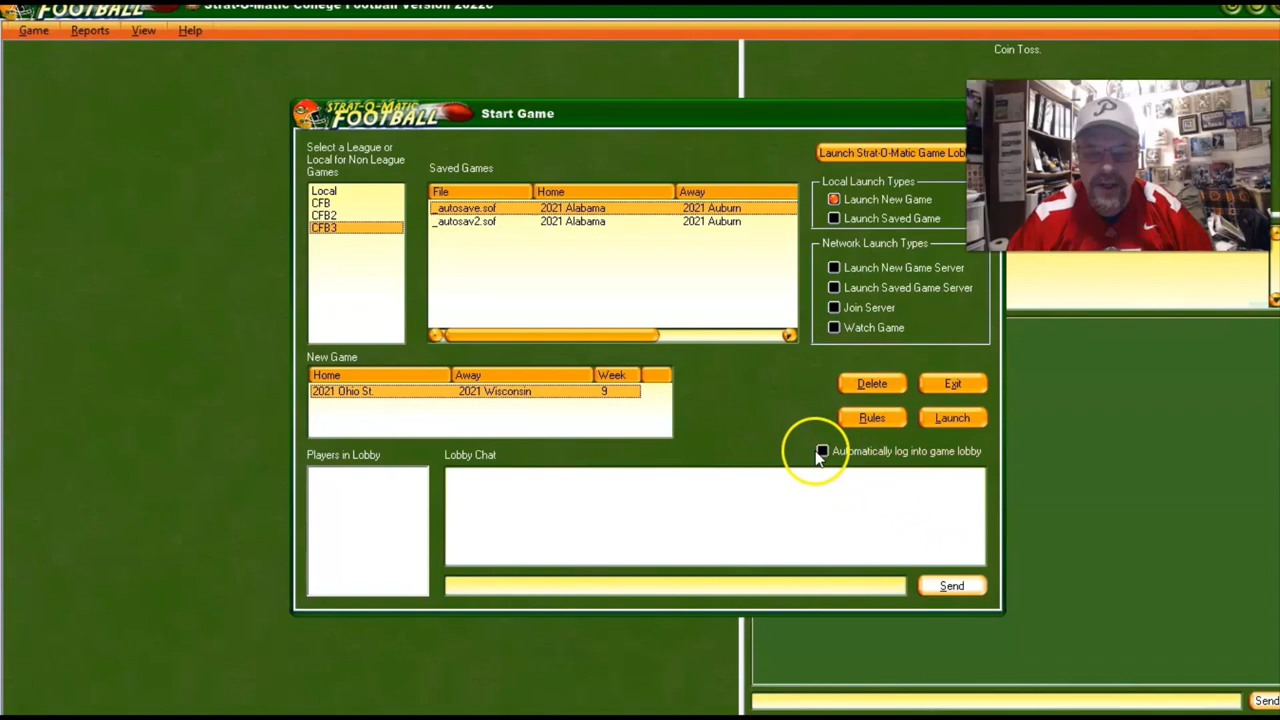 FOOTBALL
Strat-O-Matic College Football Version 2022c
Game Reports View Help
Coin Toss.
STRAT-O-MATIC
FOOTBALL
Start Game
Select a League or
Local for Non League
Games
Local
CFB
CFB2
CFB3
Saved Games
File Home Away
_autosave.sof 2021 Alabama 2021 Auburn
_autosav2.sof 2021 Alabama 2021 Auburn
Launch Strat-O-Matic Game Lob
Local Launch Types
Launch New Game
Launch Saved Game
Network Launch Types
Launch New Game Server
Launch Saved Game Server
Join Server
Watch Game
New Game
Home Away Week
2021 Ohio St. 2021 Wisconsin 9
Delete Exit
Rules Launch
Automatically log into game lobby
Players in Lobby
Lobby Chat
Send
Send